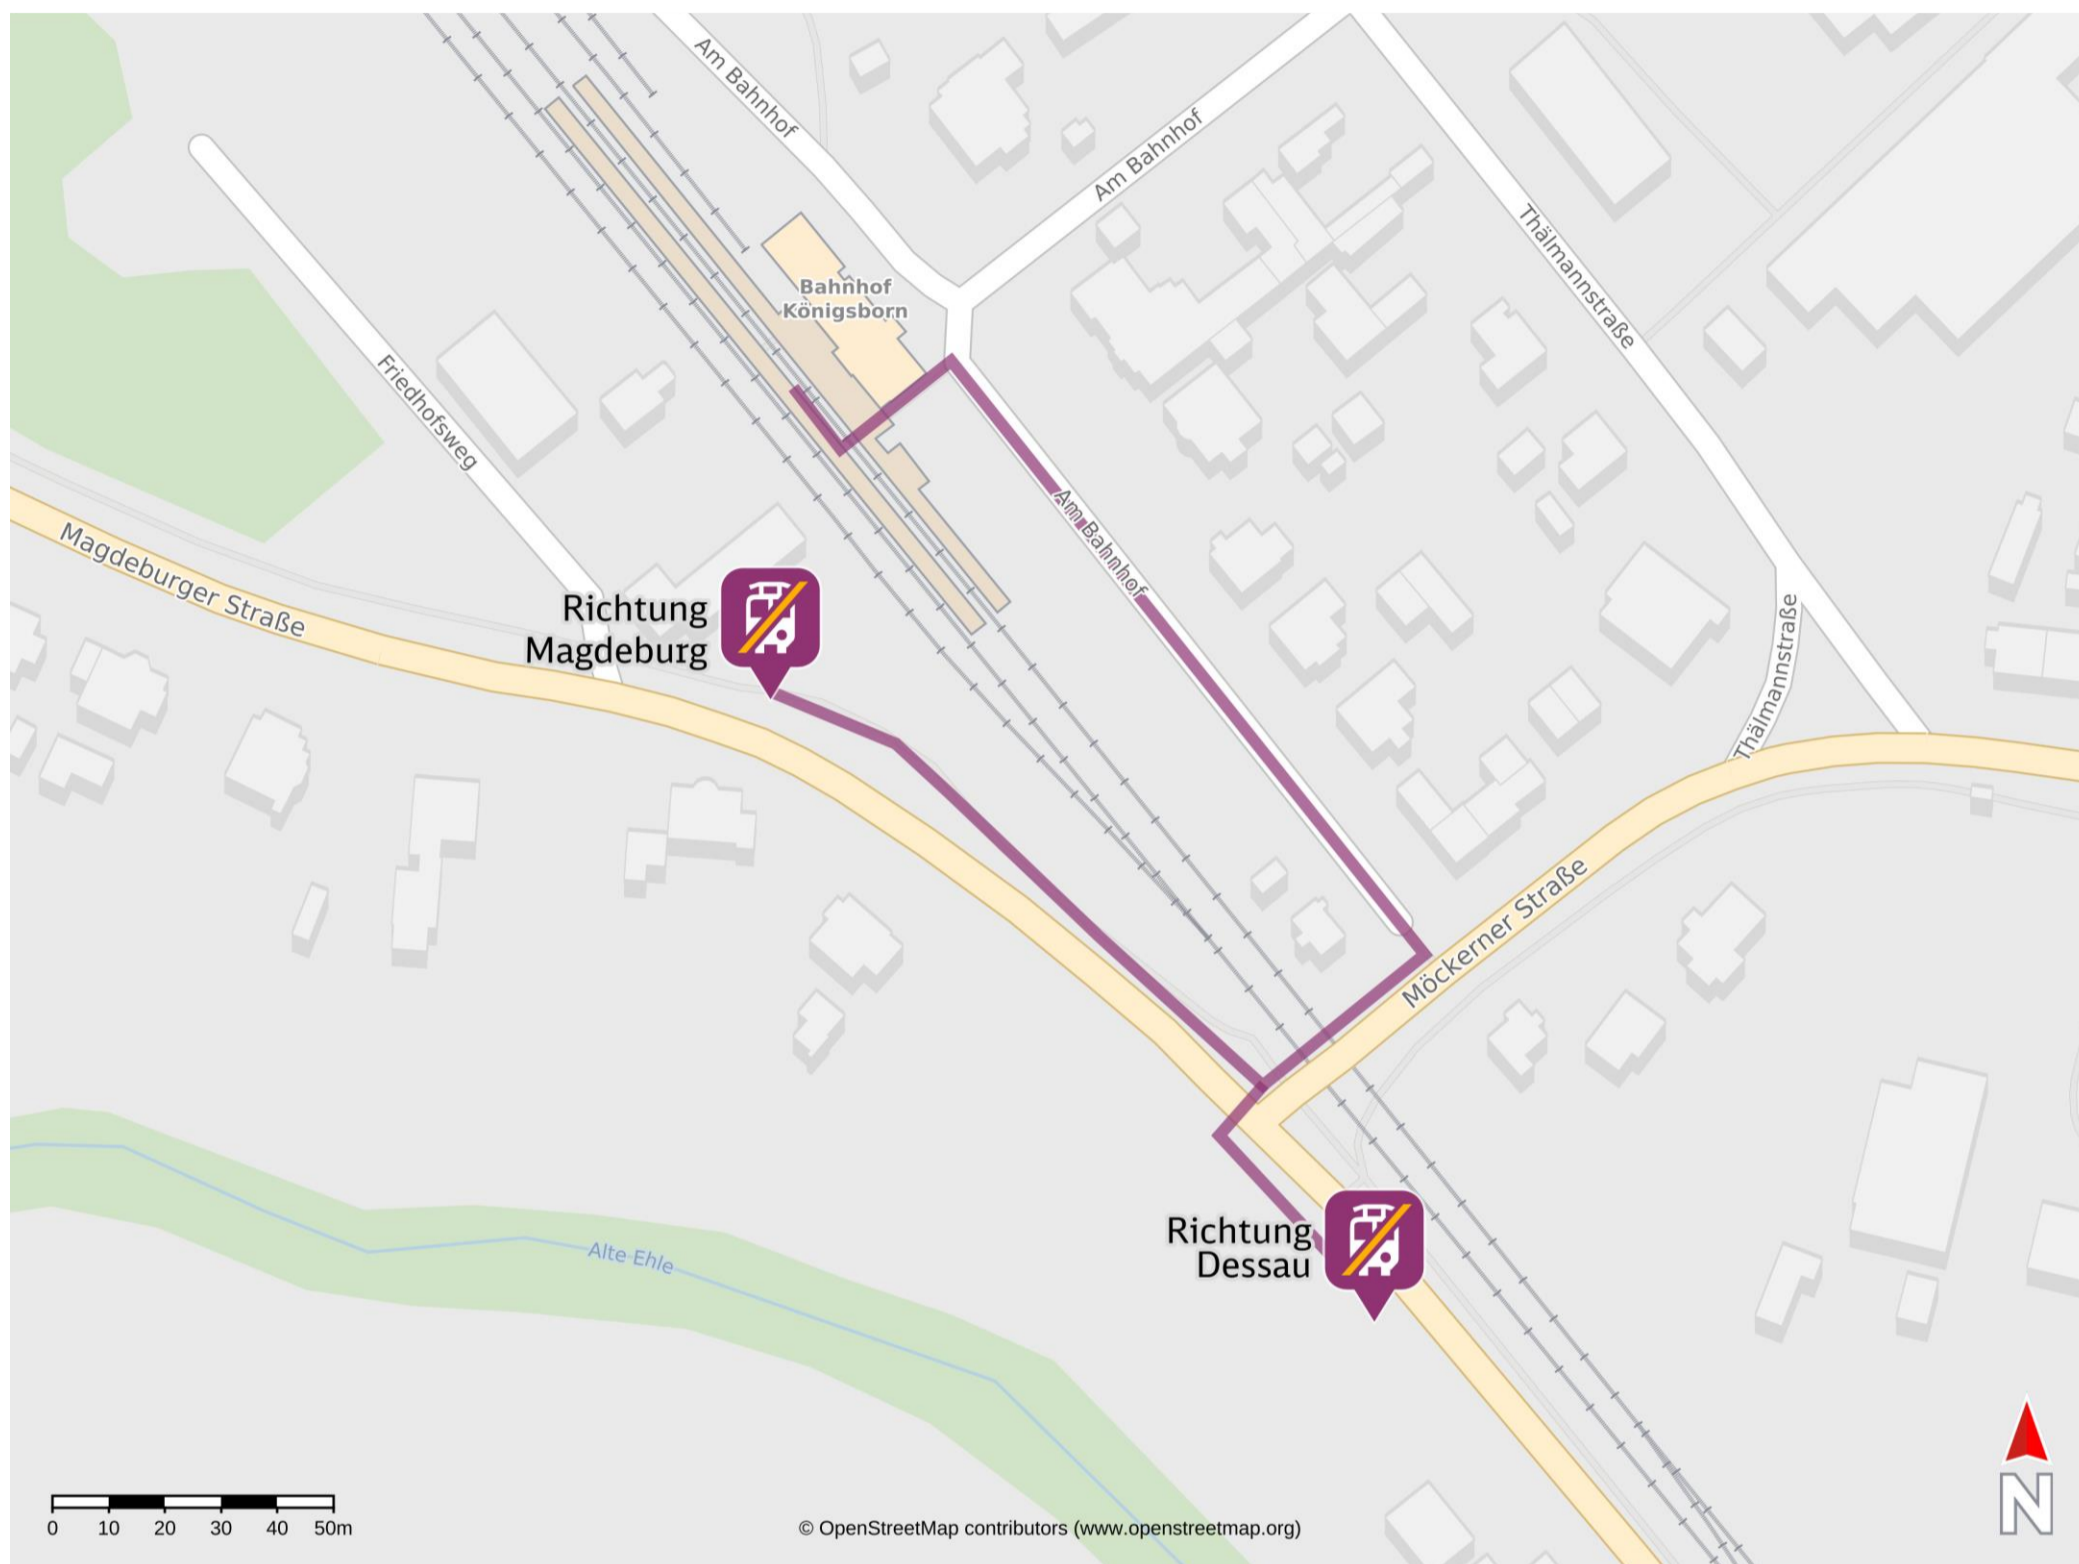 Am Bahnhof
Am Bahnhof
Thälmannstraße
Bahnhof
Königsborn
Friedhofsweg
Am Bahnhof
Magdeburger Straße
Richtung
Magdeburg
Thälmannstraße
Möckerner Straße
Richtung
Dessau
Alte Ehle
0 10 20 30 40 50m
© OpenStreetMap contributors (www.openstreetmap.org)
N